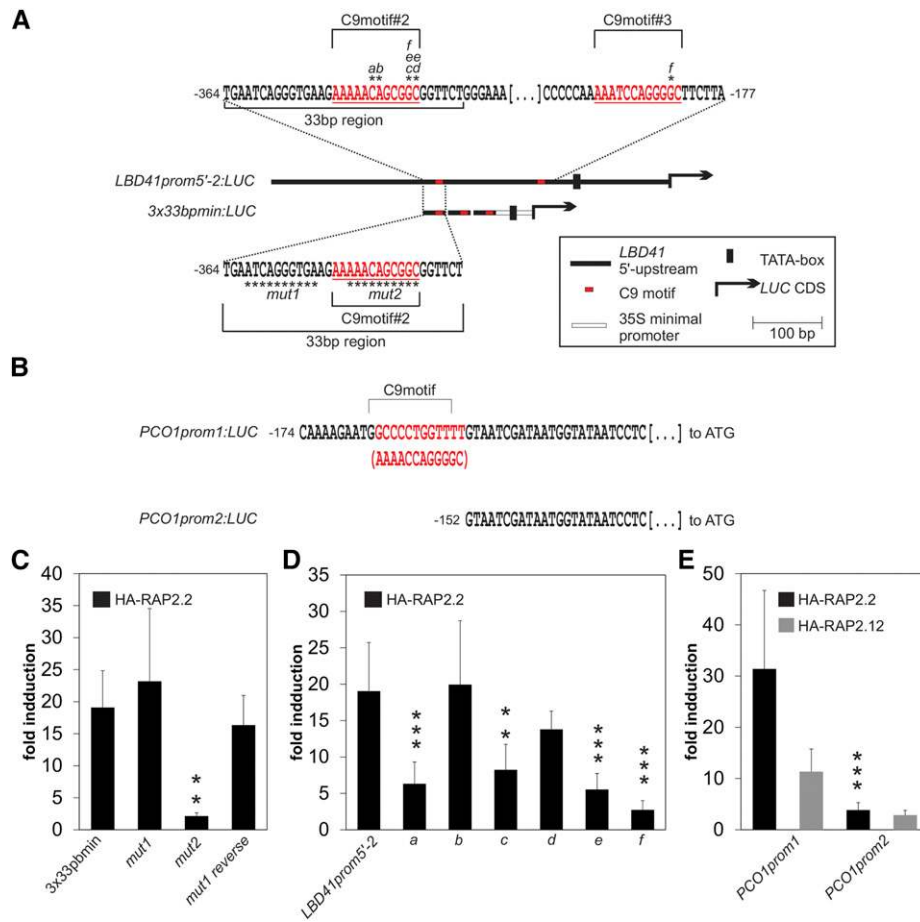 A
C9motif#2
C9motif#3
f
ee
ab
cd
f
** **
*
-364 TGAATCAGGGTGAAGAAAAACAGCGGCGGTTCTGGGAAA[...]CCCCCAAAAATCCAGGGGCTTCTTA -177
33bp region
LBD41prom5'-2:LUC
3x33bpmin:LUC
-364 TGAATCAGGGTGAAGAAAAACAGCGGCGGTTCT
********** **********
mut1
mut2
C9motif#2
33bp region
LBD41
5'-upstream
TATA-box
C9 motif
LUC CDS
35S minimal
promoter
100 bp
B
C9motif
PCO1prom1:LUC -174 CAAAAGAATGGCCCCTGGTTTTGTAATCGATAATGGTATAATCCTC[...] to ATG
(AAAACCAGGGGC)
PCO1prom2:LUC -152 GTAATCGATAATGGTATAATCCTC[...] to ATG
C
fold indduction
40
35
30
25
20
15
10
5
0
HA-RAP2.2
**
3x33pbmin
mut1
mut2
mut1 reverse
D
fold indduction
35
30
25
20
15
10
5
0
HA-RAP2.2
***
**
***
***
LBD41prom5'-2
a
b
c
d
e
f
E
fold indduction
50
40
30
20
10
0
HA-RAP2.2
HA-RAP2.12
***
PCO1prom1
PCO1prom2